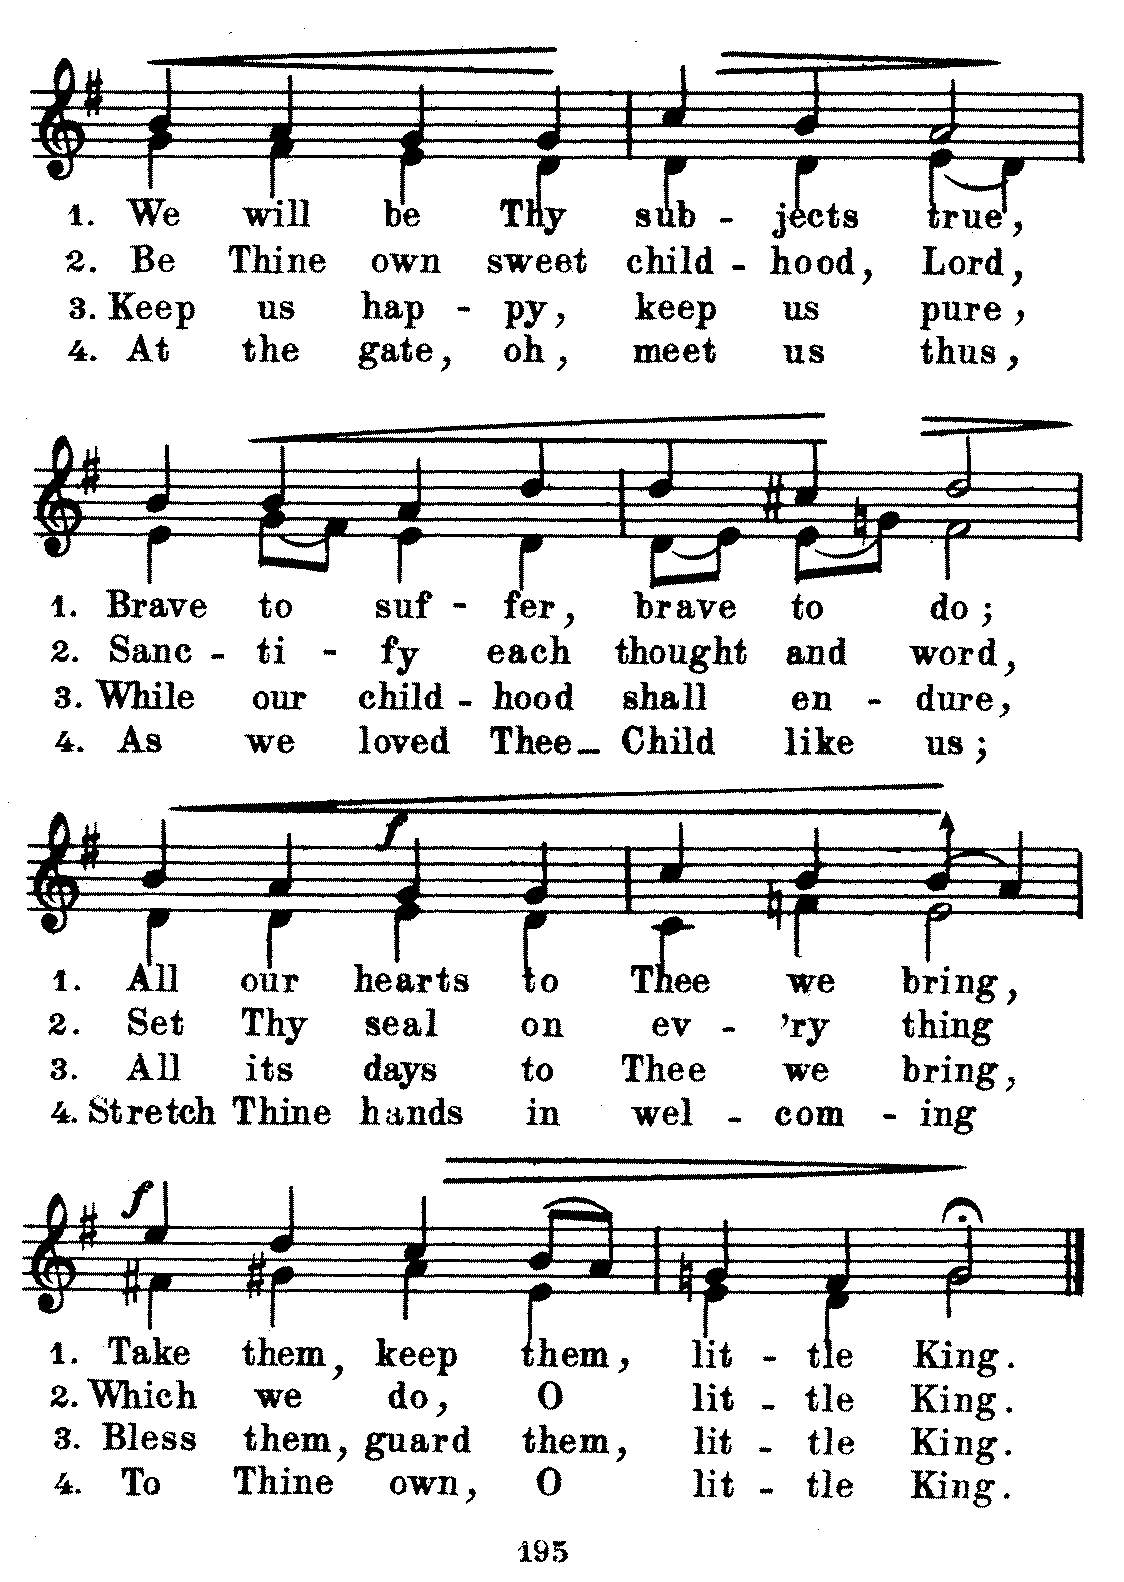 1. We will be Thy sub - jects true,
2. Be Thine own sweet child - hood, Lord,
3. Keep us hap - py, keep us pure,
4. At the gate, oh, meet us thus,
1. Brave to suf - fer, brave to do;
2. Sanc - ti - fy each thought and word,
3. While our child - hood shall en - dure,
4. As we loved Thee_ Child like us;
f
1. All our hearts to Thee we bring,
2. Set Thy seal on ev - 'ry thing
3. All its days to Thee we bring,
4. Stretch Thine hands in wel - com - ing
f
1. Take them, keep them, lit - tle King.
2. Which we do, O lit - tle King.
3. Bless them, guard them, lit - tle King.
4. To Thine own, O lit - tle King.
195